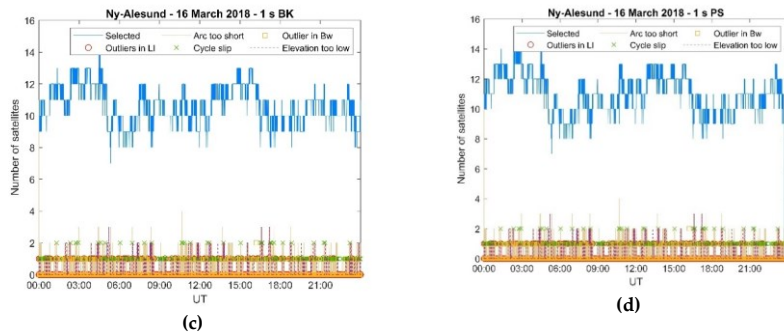 Ny-Alesund - 16 March 2018 - 1 s BK
16
14
12
10
8
6
4
2
0
Number of satellites
Selected
Arc too short
Outlier in Bw
Outliers in LI
Cycle slip
Elevation too low
00:00 03:00 06:00 09:00 12:00 15:00 18:00 21:00
UT
(c)
Ny-Alesund - 16 March 2018 - 1 s PS
16
14
12
10
8
6
4
2
0
Number of satellites
Selected
Arc too short
Outlier in Bw
Outliers in LI
Cycle slip
Elevation too low
00:00 03:00 06:00 09:00 12:00 15:00 18:00 21:00
UT
(d)